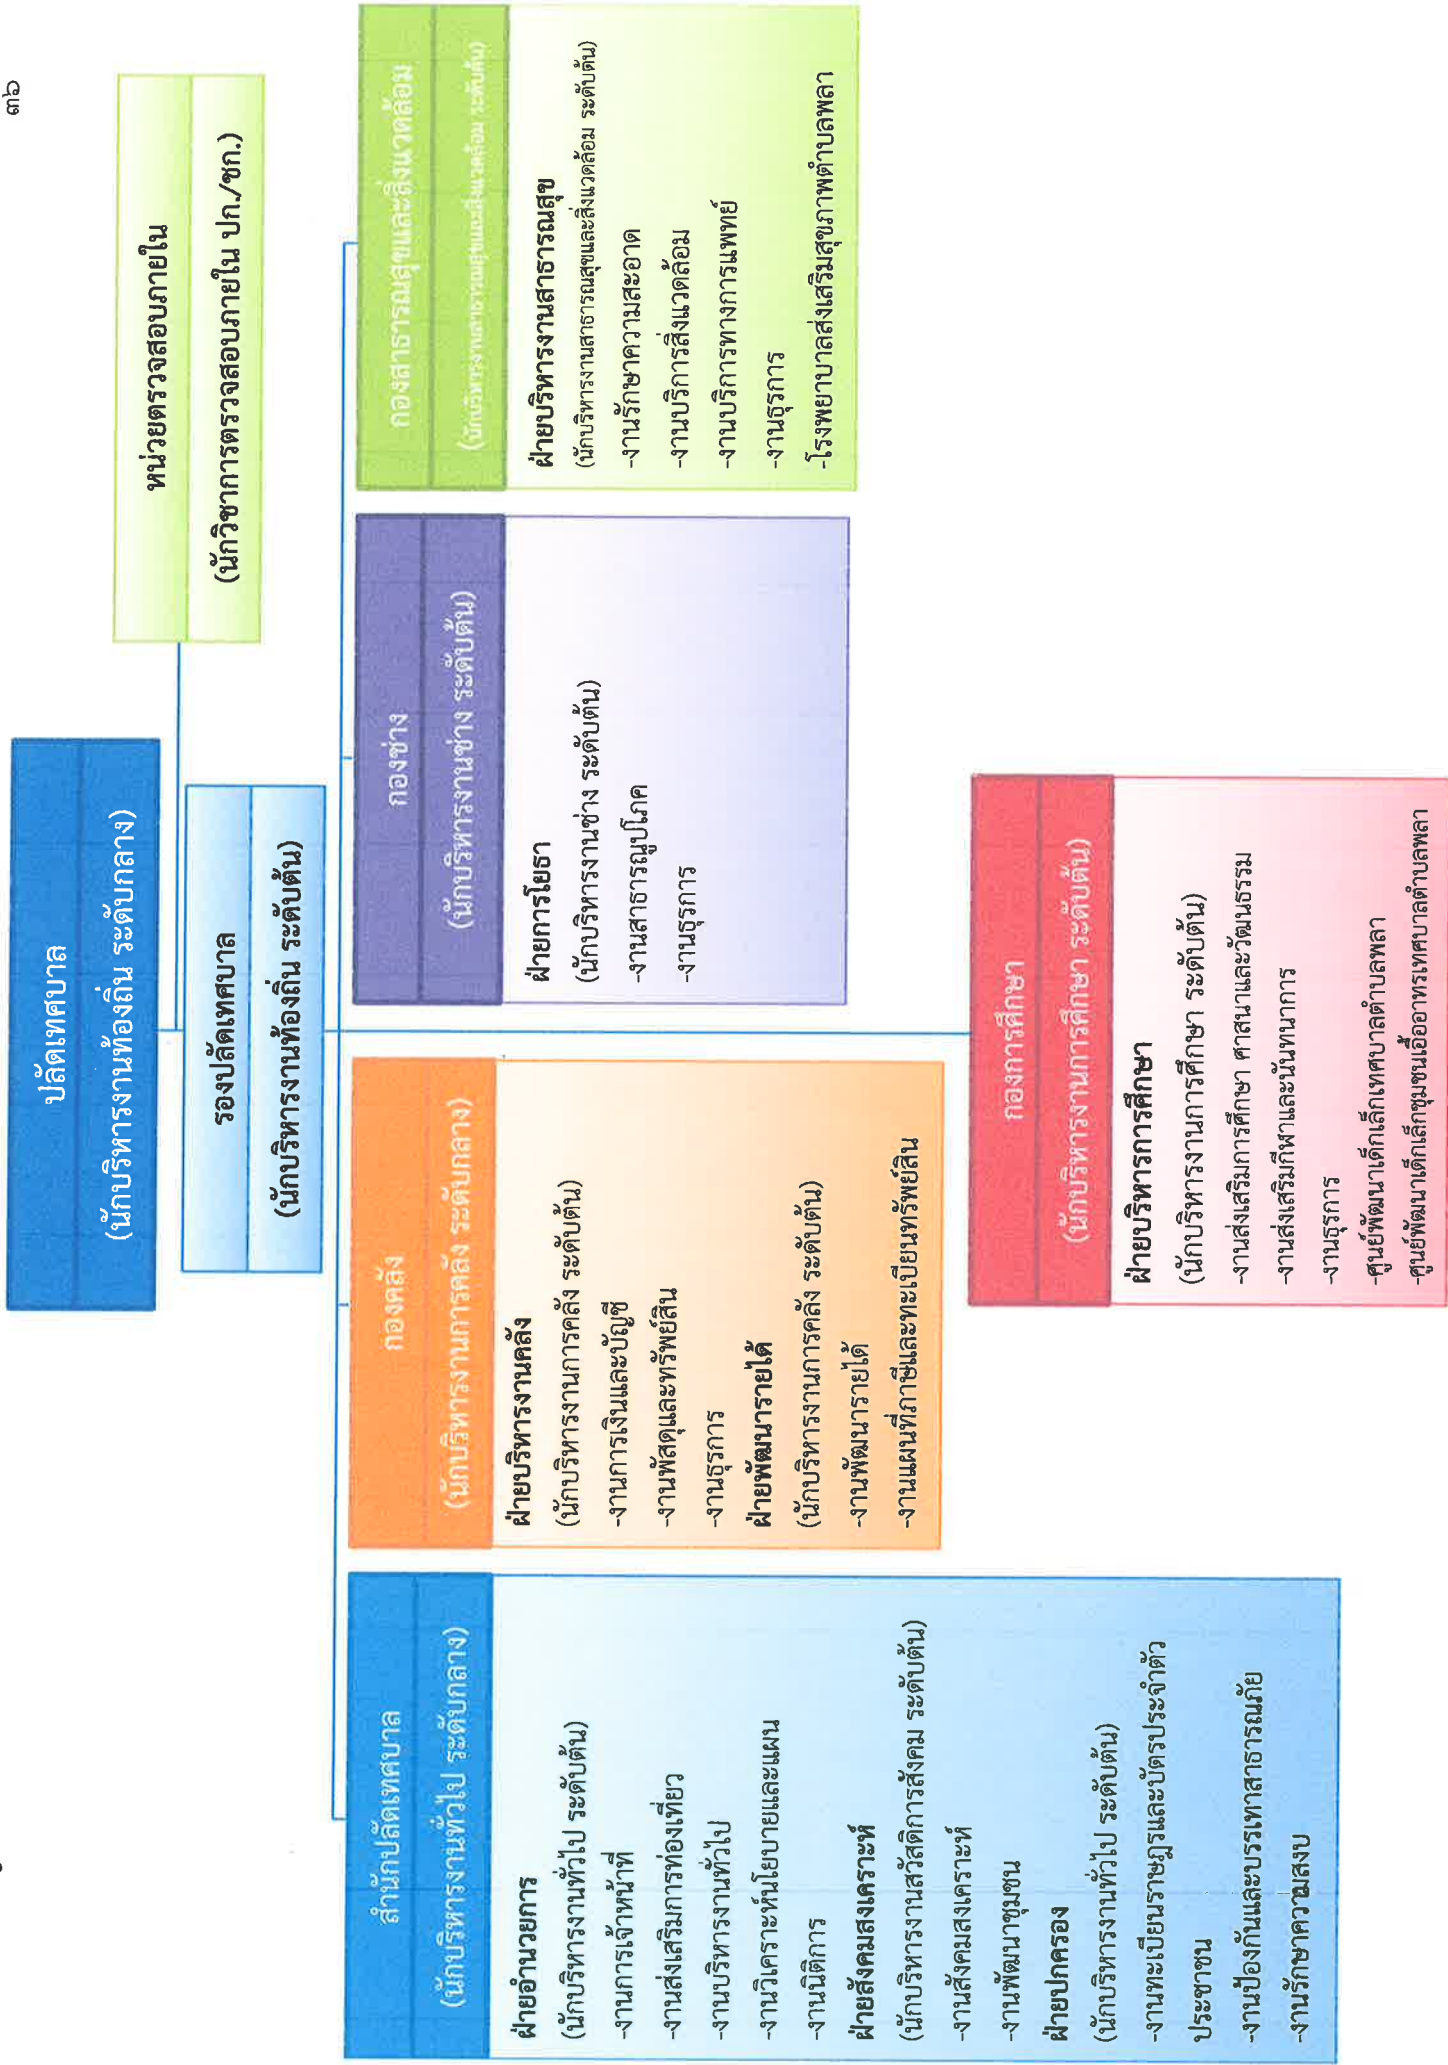 ๓๖
ปลัดเทศบาล
(นักบริหารงานท้องถิ่น ระดับกลาง)
หน่วยตรวจสอบภายใน
(นักวิชาการตรวจสอบภายใน ปก./ชก.)
รองปลัดเทศบาล
(นักบริหารงานท้องถิ่น ระดับต้น)
สำนักปลัดเทศบาล
(นักบริหารงานทั่วไป ระดับกลาง)
ฝ่ายอำนวยการ
(นักบริหารงานทั่วไป ระดับต้น)
-งานการเจ้าหน้าที่
-งานส่งเสริมการท่องเที่ยว
-งานบริหารงานทั่วไป
-งานวิเคราะห์นโยบายและแผน
-งานนิติการ
ฝ่ายสังคมสงเคราะห์
(นักบริหารงานสวัสดิการสังคม ระดับต้น)
-งานสังคมสงเคราะห์
-งานพัฒนาชุมชน
ฝ่ายปกครอง
(นักบริหารงานทั่วไป ระดับต้น)
-งานทะเบียนราษฎรและบัตรประจำตัว
ประชาชน
-งานป้องกันและบรรเทาสาธารณภัย
-งานรักษาความสงบ
กองคลัง
(นักบริหารงานการคลัง ระดับกลาง)
ฝ่ายบริหารงานคลัง
(นักบริหารงานการคลัง ระดับต้น)
-งานการเงินและบัญชี
-งานพัสดุและทรัพย์สิน
-งานธุรการ
ฝ่ายพัฒนารายได้
(นักบริหารงานการคลัง ระดับต้น)
-งานพัฒนารายได้
-งานแผนที่ภาษีและทะเบียนทรัพย์สิน
กองช่าง
(นักบริหารงานช่าง ระดับต้น)
ฝ่ายการโยธา
(นักบริหารงานช่าง ระดับต้น)
-งานสาธารณูปโภค
-งานธุรการ
กองสาธารณสุขและสิ่งแวดล้อม
(นักบริหารงานสาธารณสุขและสิ่งแวดล้อม ระดับต้น)
ฝ่ายบริหารงานสาธารณสุข
(นักบริหารงานสาธารณสุขและสิ่งแวดล้อม ระดับต้น)
-งานรักษาความสะอาด
-งานบริการสิ่งแวดล้อม
-งานบริการทางการแพทย์
-งานธุรการ
-โรงพยาบาลส่งเสริมสุขภาพตำบลพลา
กองการศึกษา
(นักบริหารงานการศึกษา ระดับต้น)
ฝ่ายบริหารการศึกษา
(นักบริหารงานการศึกษา ระดับต้น)
-งานส่งเสริมการศึกษา ศาสนาและวัฒนธรรม
-งานส่งเสริมกีฬาและนันทนาการ
-งานธุรการ
-ศูนย์พัฒนาเด็กเล็กเทศบาลตำบลพลา
-ศูนย์พัฒนาเด็กเล็กชุมชนเอื้ออาทรเทศบาลตำบลพลา